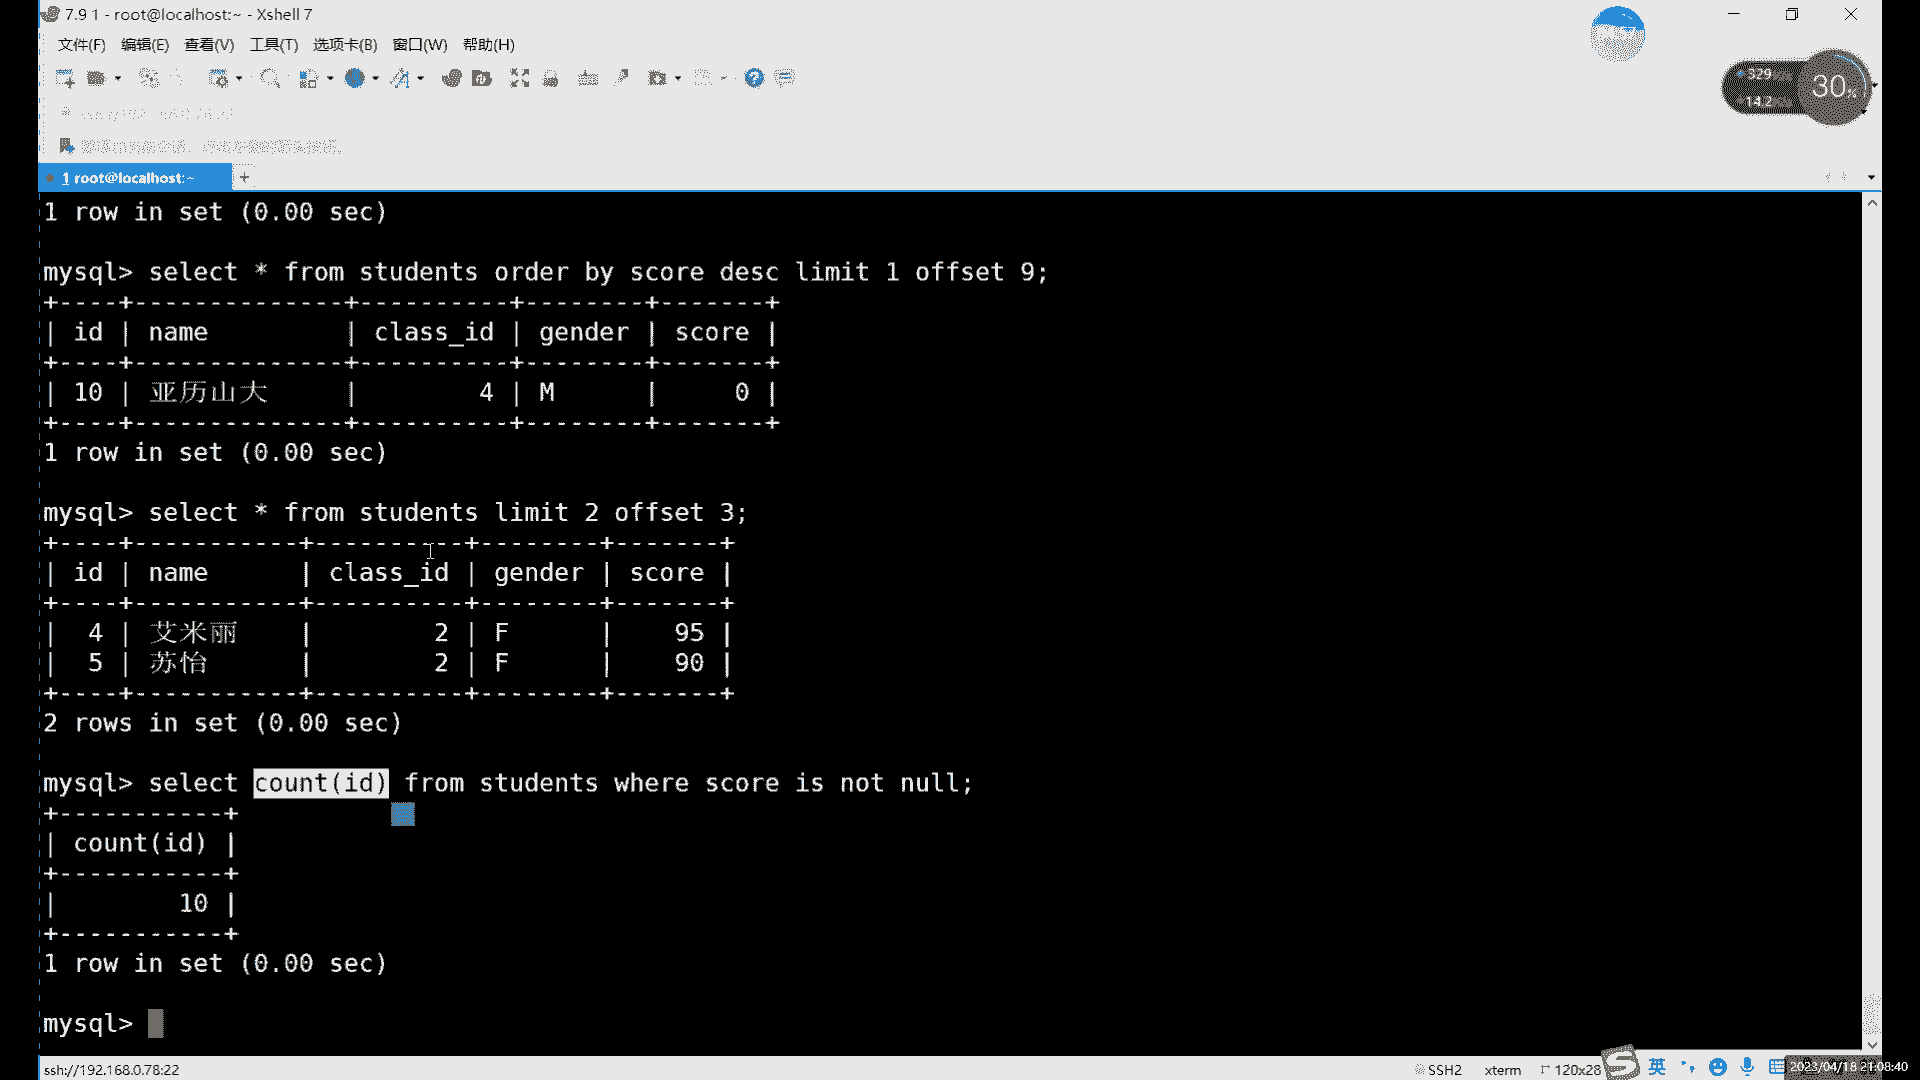 7.9 1 - root@localhost:~ - Xshell 7
文件(F) 编辑(E) 查看(V) 工具(T) 选项卡(B) 窗口(W) 帮助(H)
329
14.2
30%
1 root@localhost:~ +
1 row in set (0.00 sec)
mysql> select * from students order by score desc limit 1 offset 9;
+----+--------------+----------+--------+-------+
| id | name         | class_id | gender | score |
+----+--------------+----------+--------+-------+
| 10 | 亚历山大     |        4 | M      |     0 |
+----+--------------+----------+--------+-------+
1 row in set (0.00 sec)
mysql> select * from students limit 2 offset 3;
+----+-----------+----------+--------+-------+
| id | name      | class_id | gender | score |
+----+-----------+----------+--------+-------+
|  4 | 艾米丽    |        2 | F      |    95 |
|  5 | 苏怡      |        2 | F      |    90 |
+----+-----------+----------+--------+-------+
2 rows in set (0.00 sec)
mysql> select count(id) from students where score is not null;
+-----------+
| count(id) |
+-----------+
|        10 |
+-----------+
1 row in set (0.00 sec)
mysql>
ssh://192.168.0.78:22 SSH2 xterm 120x28 英 2023/04/18 21:08:40